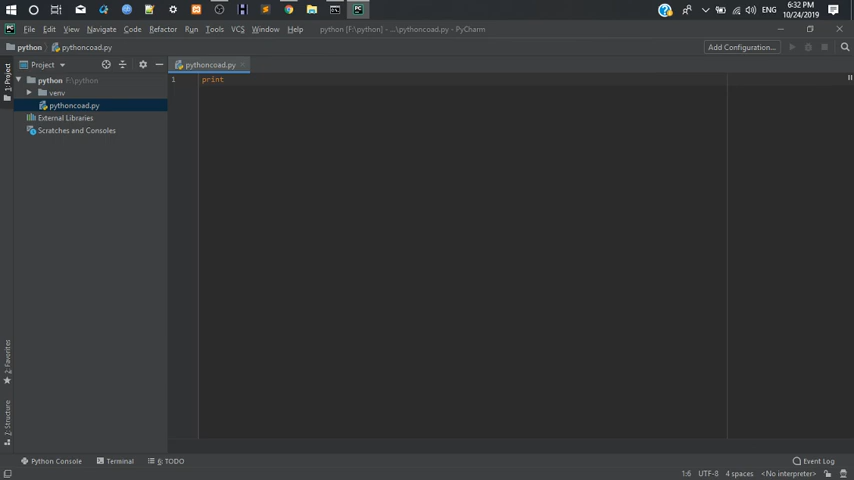 6:32 PM
ENG
10/24/2019
PC
File Edit View Navigate Code Refactor Run Tools VCS Window Help python [F:\python] - ...\pythoncoad.py - PyCharm
python pythoncoad.py
Add Configuration...
1: Project
Project
pythoncoad.py
python F:\python
1 print
venv
pythoncoad.py
External Libraries
Scratches and Consoles
2: Favorites
7: Structure
Python Console Terminal 6: TODO
Event Log
1:6 UTF-8 4 spaces <No interpreter>